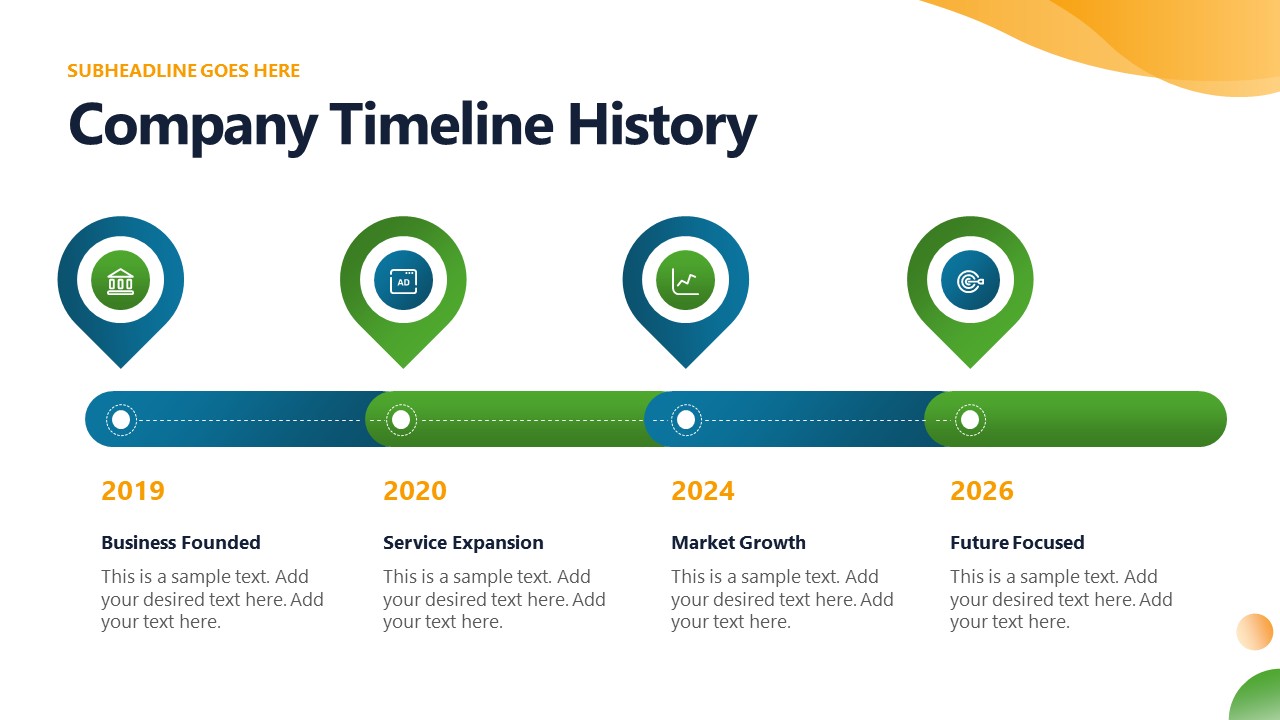 SUBHEADLINE GOES HERE
Company Timeline History
AD
2019
Business Founded
This is a sample text. Add
your desired text here. Add
your text here.
2020
Service Expansion
This is a sample text. Add
your desired text here. Add
your text here.
2024
Market Growth
This is a sample text. Add
your desired text here. Add
your text here.
2026
Future Focused
This is a sample text. Add
your desired text here. Add
your text here.